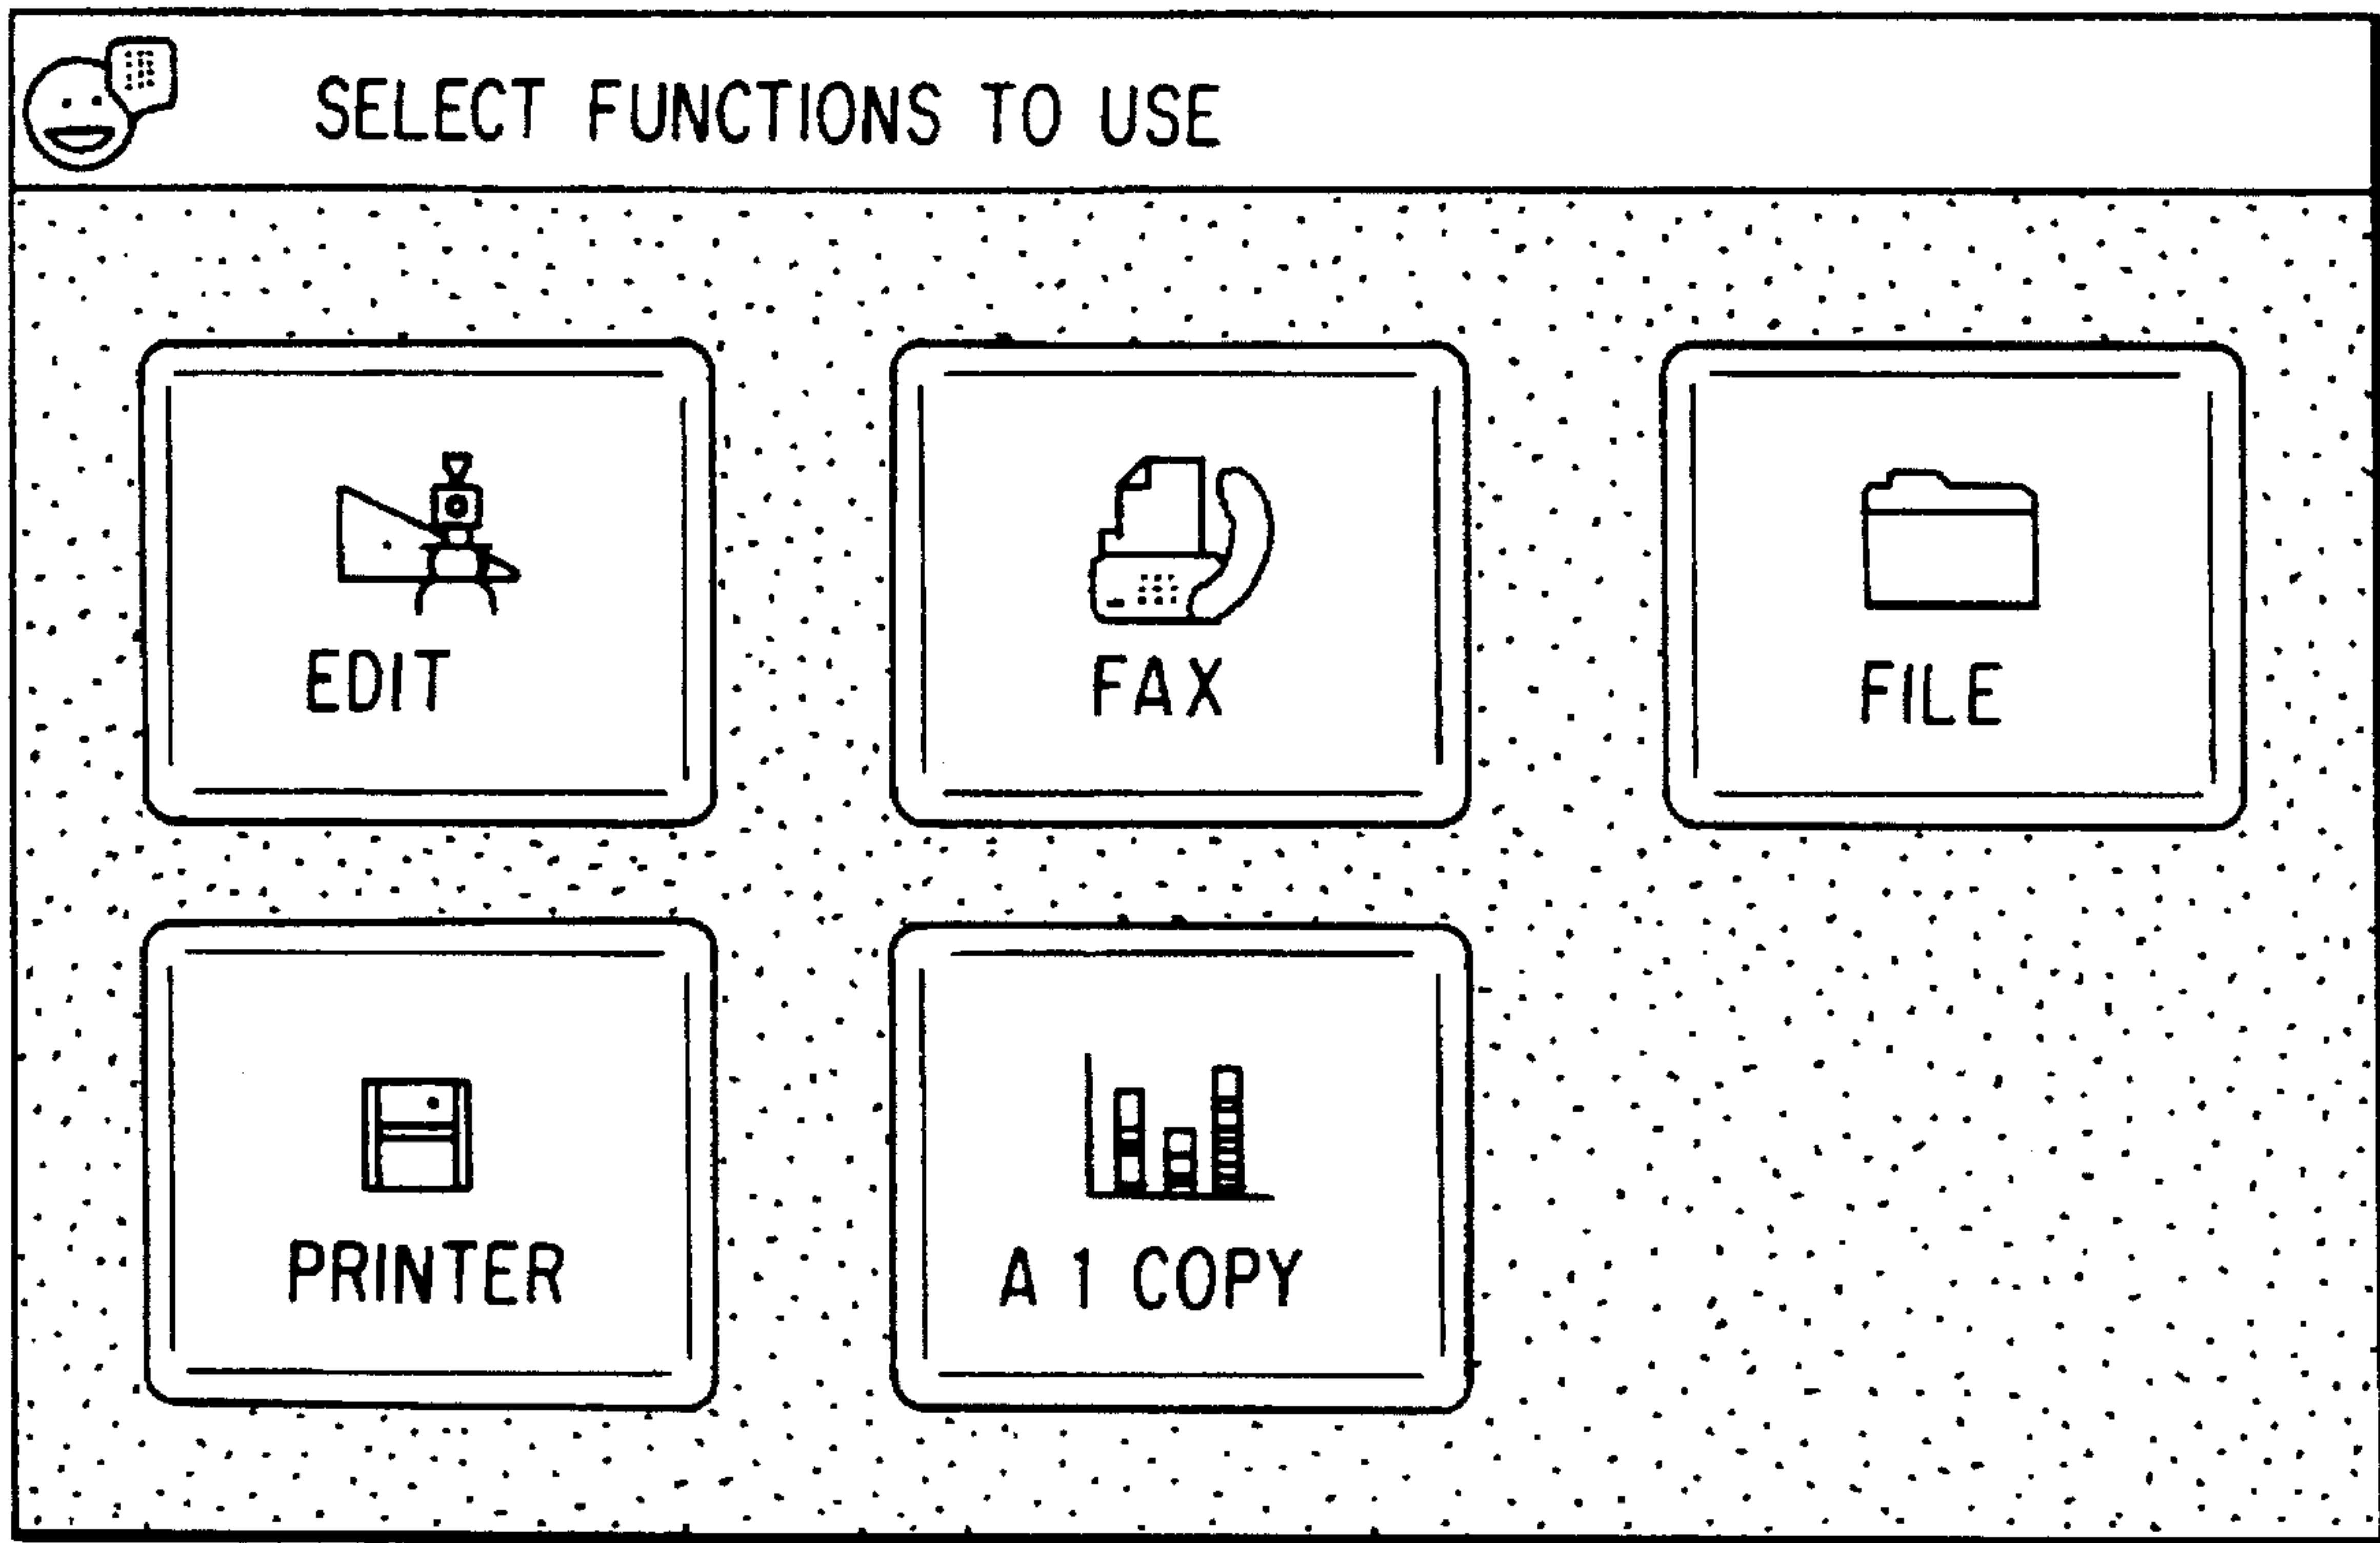 SELECT FUNCTIONS TO USE
EDIT
FAX
FILE
PRINTER
A 1 COPY